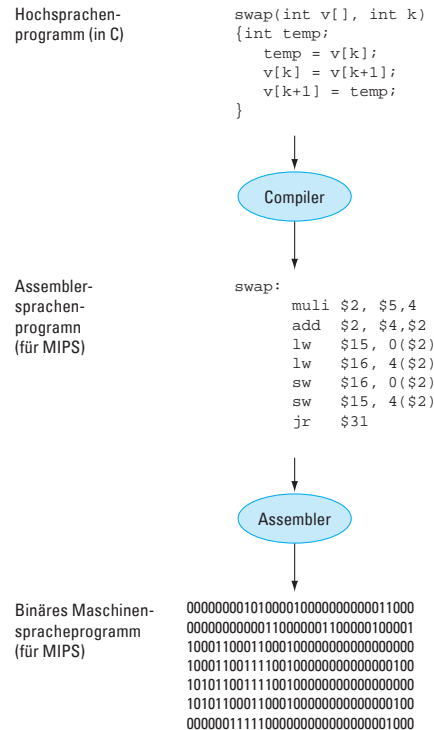 Hochsprachen-
programm (in C)
swap(int v[], int k)
{int temp;
temp = v[k];
v[k] = v[k+1];
v[k+1] = temp;
}
Compiler
Assembler-
sprachen-
programn
(für MIPS)
swap:
muli $2, $5,4
add $2, $4,$2
lw $15, 0($2)
lw $16, 4($2)
sw $16, 0($2)
sw $15, 4($2)
jr $31
Assembler
Binäres Maschinen-
spracheprogramm
(für MIPS)
00000000101000010000000000011000
00000000000110000001100000100001
10001100011000100000000000000000
10001100111100100000000000000100
10101100111100100000000000000000
10101100011000100000000000000100
00000011111000000000000000001000